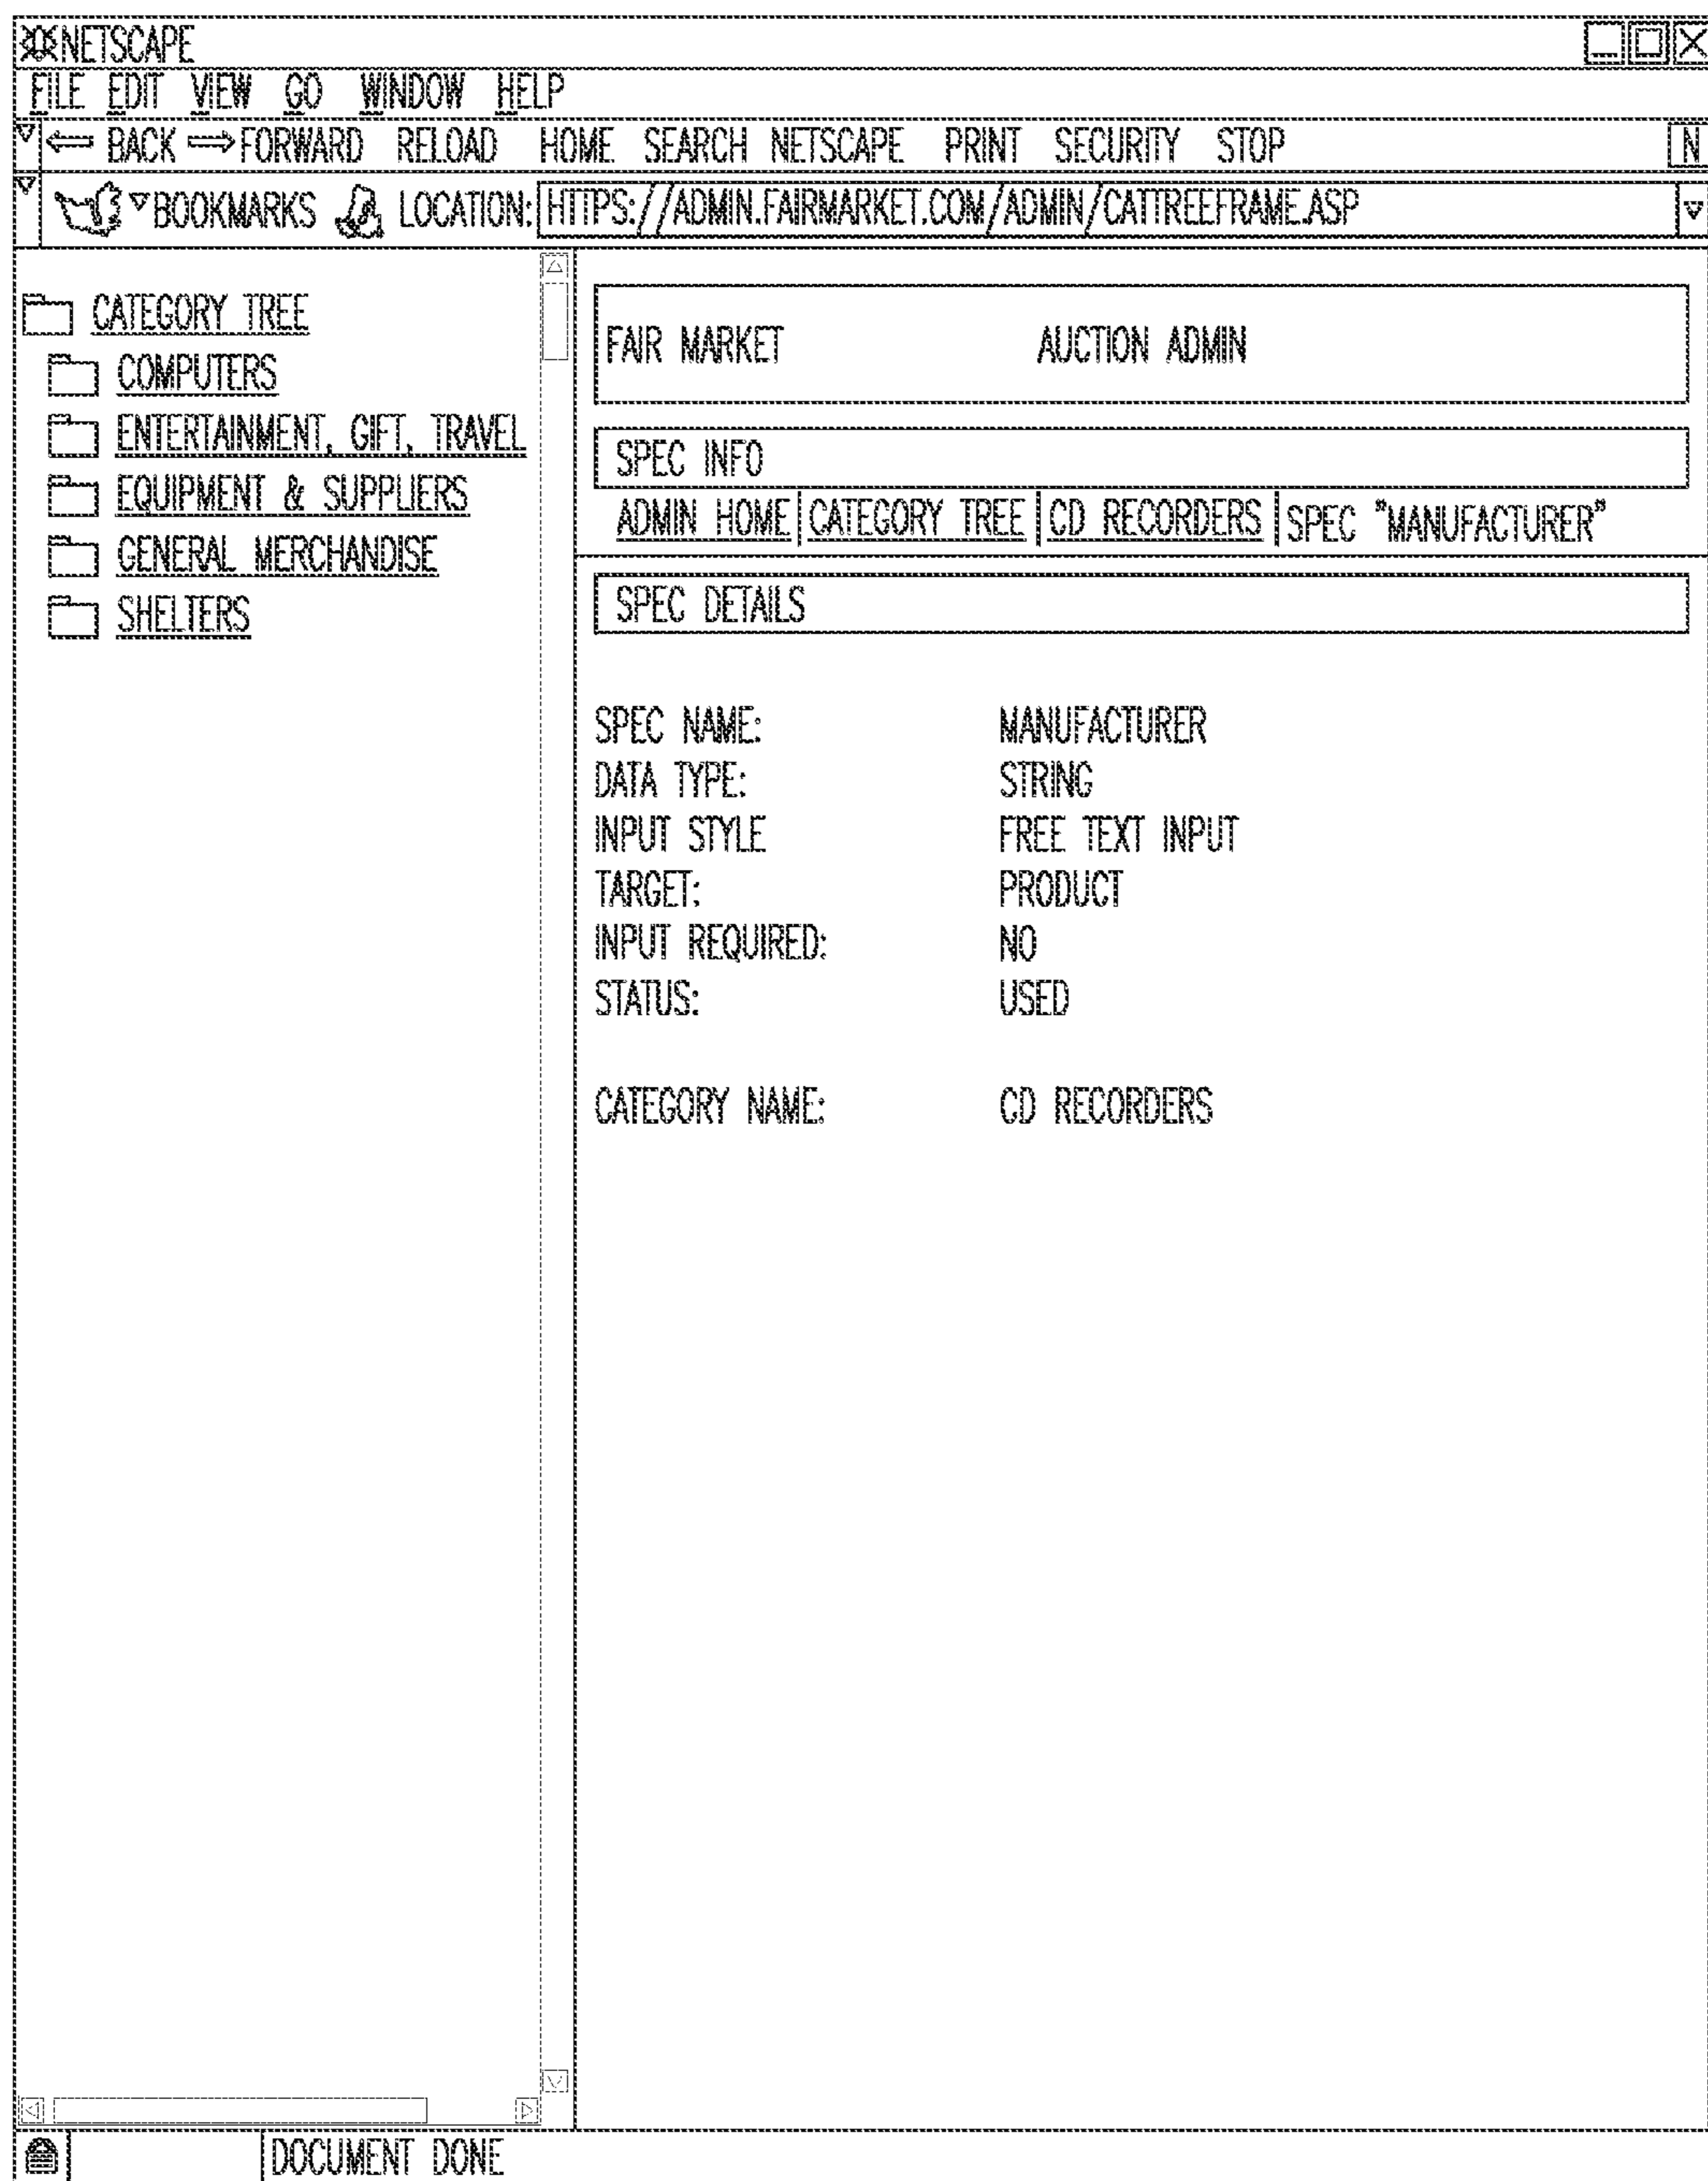 NETSCAPE
FILE EDIT VIEW GO WINDOW HELP
BACK FORWARD RELOAD HOME SEARCH NETSCAPE PRINT SECURITY STOP N
BOOKMARKS LOCATION: HTTPS://ADMIN.FAIRMARKET.COM/ADMIN/CATTREEFRAME.ASP
CATEGORY TREE
COMPUTERS
ENTERTAINMENT, GIFT, TRAVEL
EQUIPMENT & SUPPLIERS
GENERAL MERCHANDISE
SHELTERS
FAIR MARKET AUCTION ADMIN
SPEC INFO
ADMIN HOME | CATEGORY TREE | CD RECORDERS | SPEC "MANUFACTURER"
SPEC DETAILS
SPEC NAME: MANUFACTURER
DATA TYPE: STRING
INPUT STYLE FREE TEXT INPUT
TARGET: PRODUCT
INPUT REQUIRED: NO
STATUS: USED
CATEGORY NAME: CD RECORDERS
DOCUMENT DONE